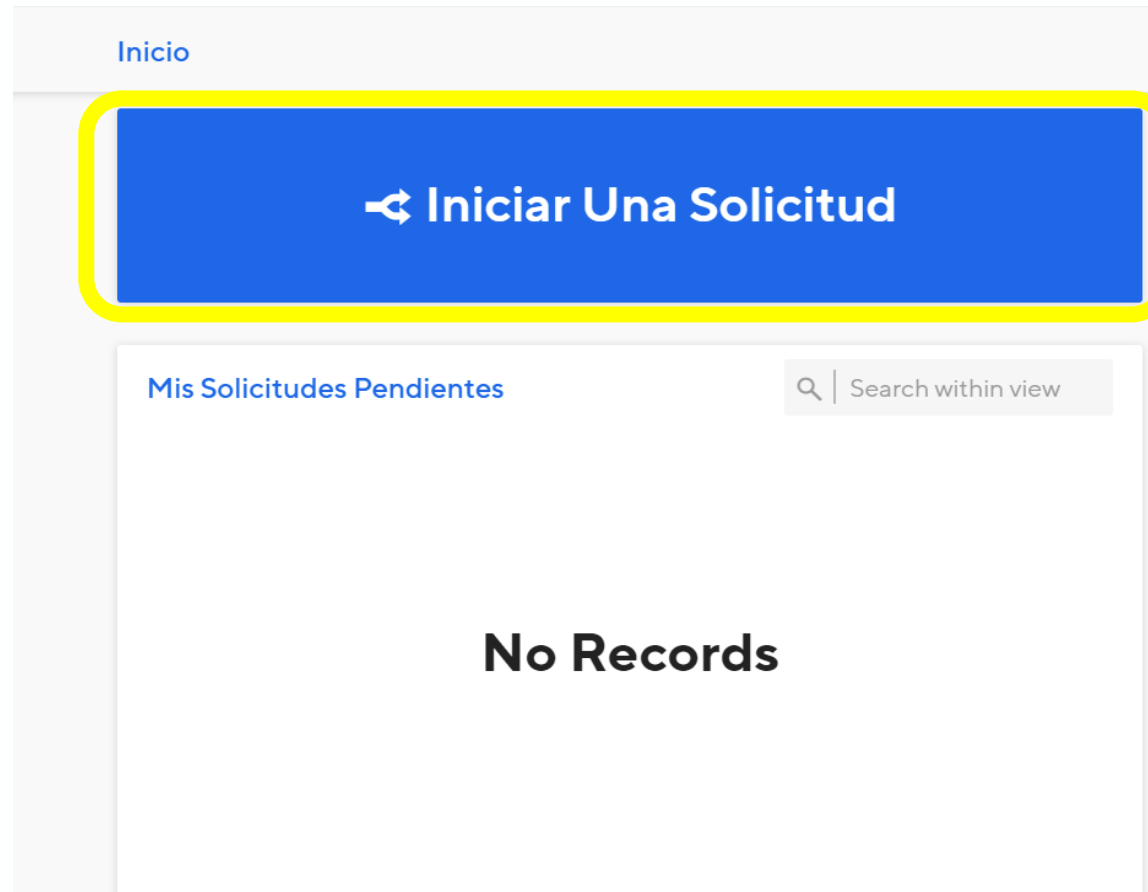 Inicio
Iniciar Una Solicitud
Mis Solicitudes Pendientes
Search within view
No Records